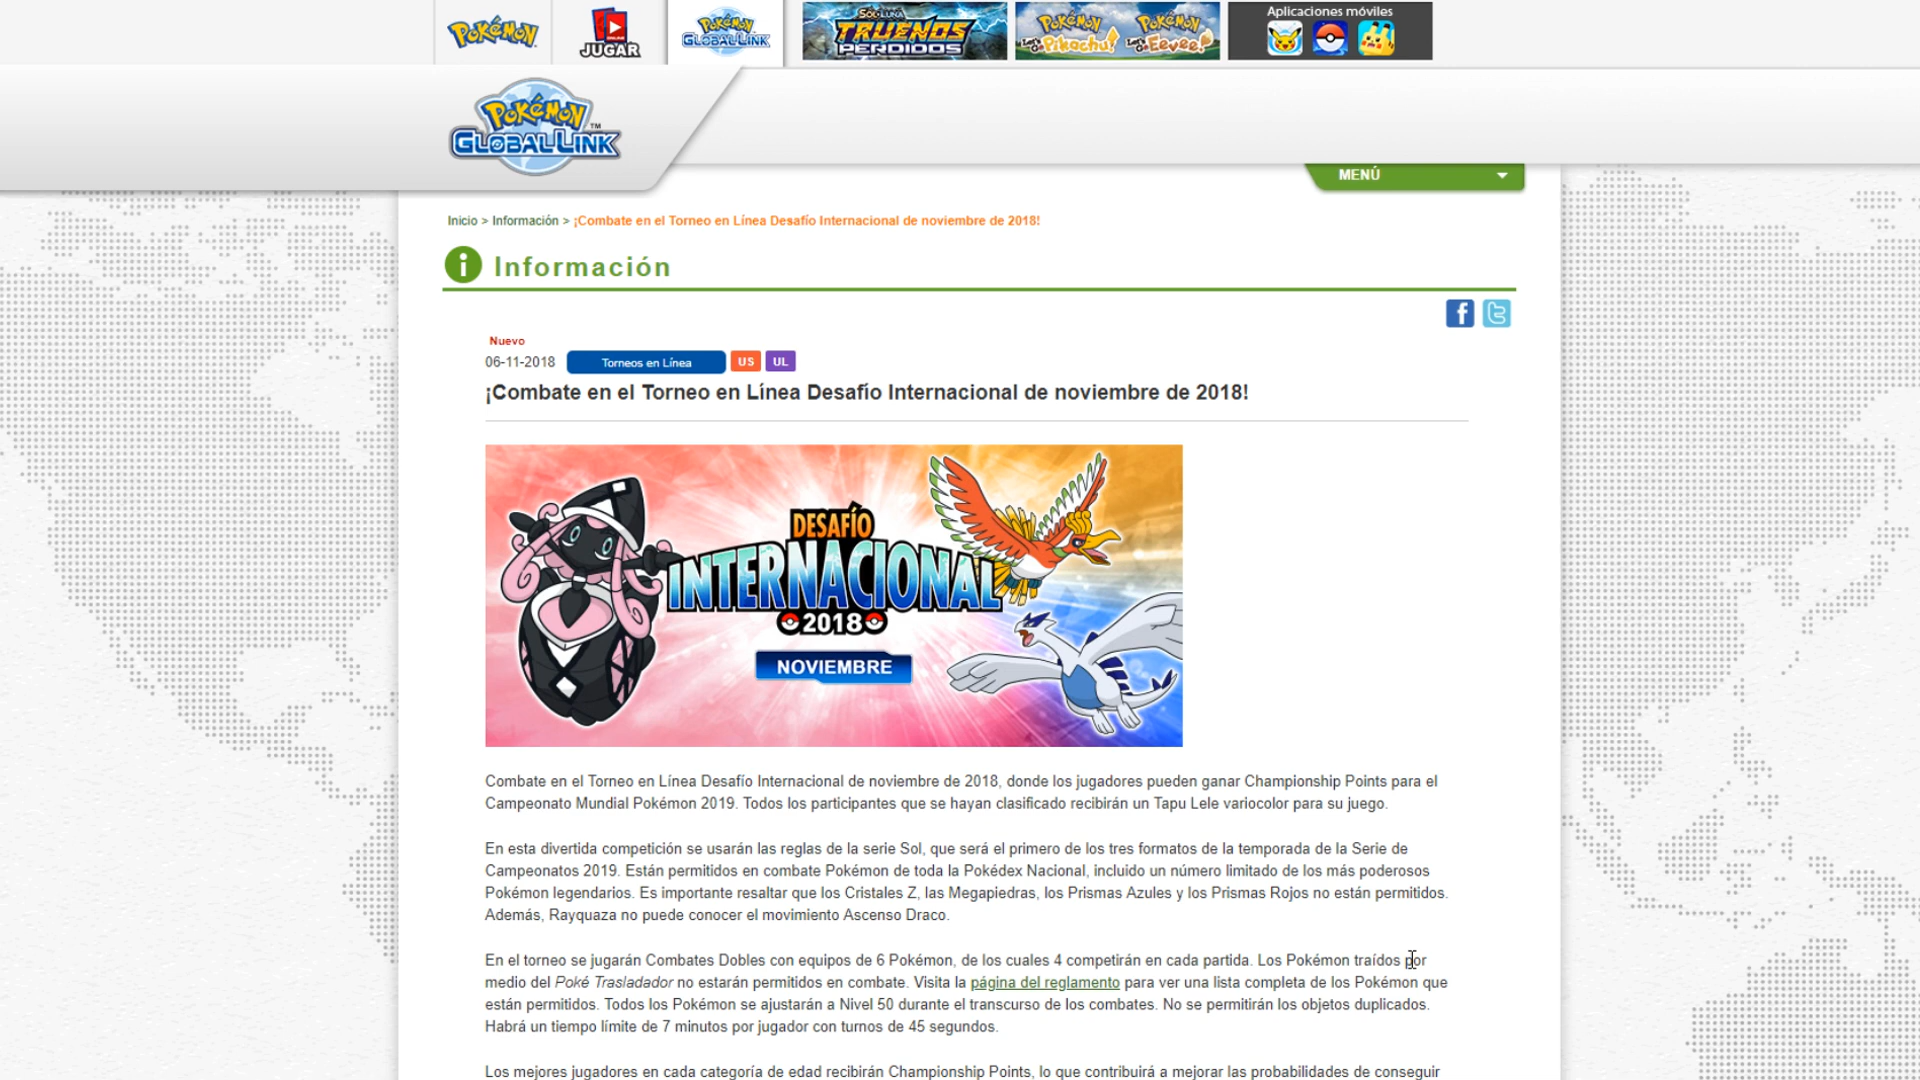 Pokémon
ONLINE
JUGAR
Pokémon
GLOBAL LINK
SOL Y LUNA
TRUENOS
PERDIDOS
Pokémon
Let's Go Pikachu!
Pokémon
Let's Go Eevee!
Aplicaciones móviles
Pokémon
GLOBAL LINK™
MENÚ
Inicio > Información > ¡Combate en el Torneo en Línea Desafío Internacional de noviembre de 2018!
i Información
f t
Nuevo
06-11-2018 Torneos en Línea US UL
¡Combate en el Torneo en Línea Desafío Internacional de noviembre de 2018!
DESAFÍO
INTERNACIONAL
2018
NOVIEMBRE
Combate en el Torneo en Línea Desafío Internacional de noviembre de 2018, donde los jugadores pueden ganar Championship Points para el
Campeonato Mundial Pokémon 2019. Todos los participantes que se hayan clasificado recibirán un Tapu Lele variocolor para su juego.
En esta divertida competición se usarán las reglas de la serie Sol, que será el primero de los tres formatos de la temporada de la Serie de
Campeonatos 2019. Están permitidos en combate Pokémon de toda la Pokédex Nacional, incluido un número limitado de los más poderosos
Pokémon legendarios. Es importante resaltar que los Cristales Z, las Megapiedras, los Prismas Azules y los Prismas Rojos no están permitidos.
Además, Rayquaza no puede conocer el movimiento Ascenso Draco.
En el torneo se jugarán Combates Dobles con equipos de 6 Pokémon, de los cuales 4 competirán en cada partida. Los Pokémon traídos por
medio del Poké Trasladador no estarán permitidos en combate. Visita la página del reglamento para ver una lista completa de los Pokémon que
están permitidos. Todos los Pokémon se ajustarán a Nivel 50 durante el transcurso de los combates. No se permitirán los objetos duplicados.
Habrá un tiempo límite de 7 minutos por jugador con turnos de 45 segundos.
Los mejores jugadores en cada categoría de edad recibirán Championship Points, lo que contribuirá a mejorar las probabilidades de conseguir